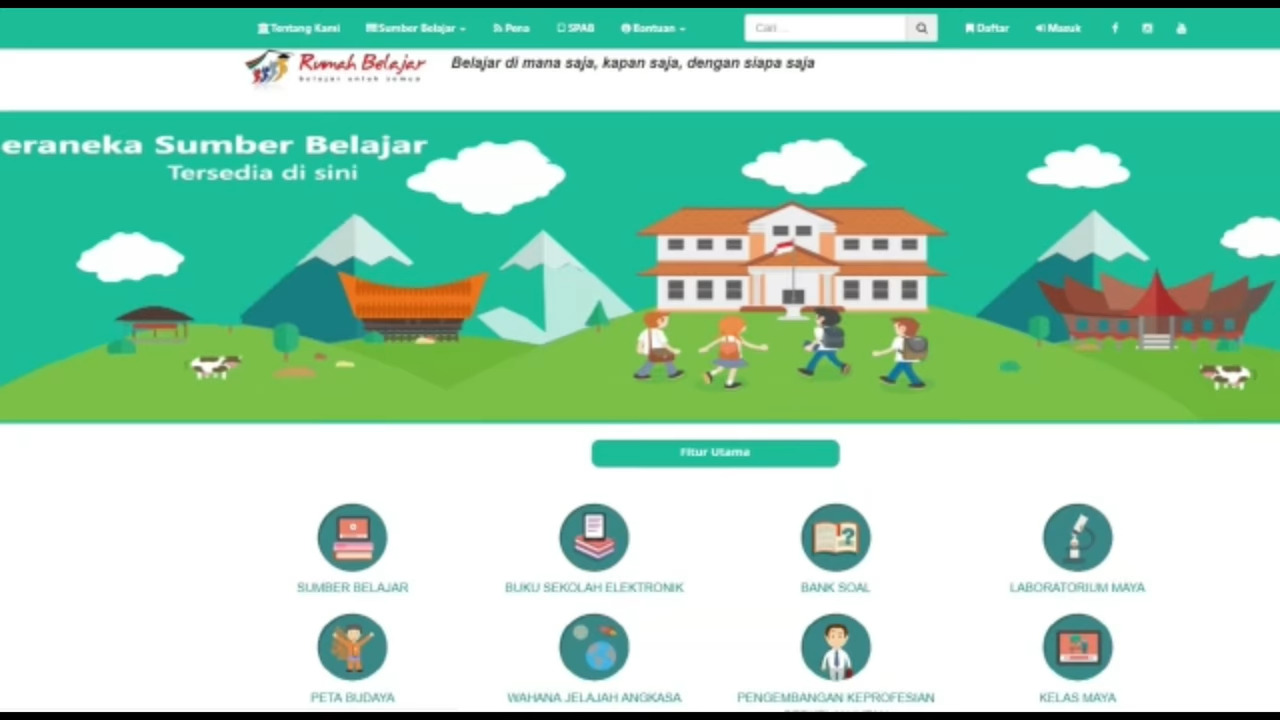 Tentang Kami Sumber Belajar Pena SPAB Bantuan Cari ... Daftar Masuk
Rumah Belajar
belajar untuk semua
Belajar di mana saja, kapan saja, dengan siapa saja
eraneka Sumber Belajar
Tersedia di sini
Fitur Utama
SUMBER BELAJAR BUKU SEKOLAH ELEKTRONIK BANK SOAL LABORATORIUM MAYA
PETA BUDAYA WAHANA JELAJAH ANGKASA PENGEMBANGAN KEPROFESIAN KELAS MAYA